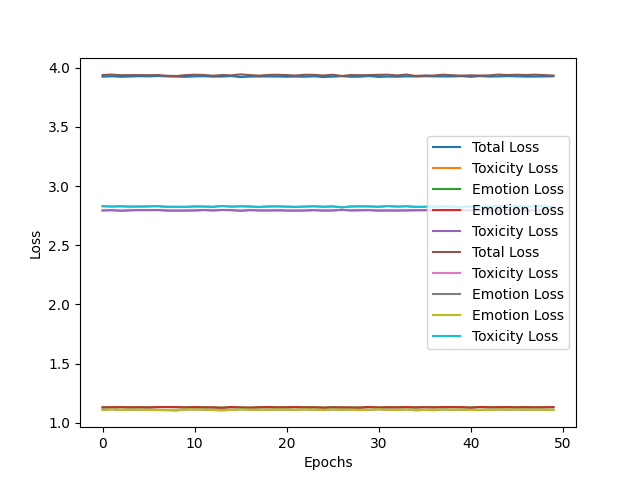 4.0
3.5
3.0
2.5
2.0
1.5
1.0
Loss
Total Loss
Toxicity Loss
Emotion Loss
Emotion Loss
Toxicity Loss
Total Loss
Toxicity Loss
Emotion Loss
Emotion Loss
Toxicity Loss
0 10 20 30 40 50
Epochs